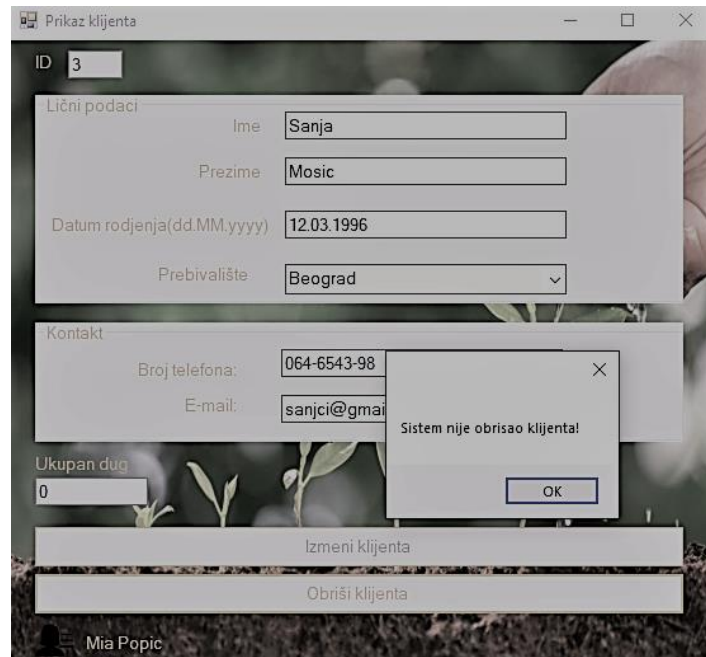 Prikaz klijenta
ID 3
Lični podaci
Ime Sanja
Prezime Mosic
Datum rodjenja(dd.MM.yyyy) 12.03.1996
Prebivalište Beograd
Kontakt
Broj telefona: 064-6543-98
E-mail: sanjci@gmai
Sistem nije obrisao klijenta!
OK
Ukupan dug
0
Izmeni klijenta
Obriši klijenta
Mia Popic